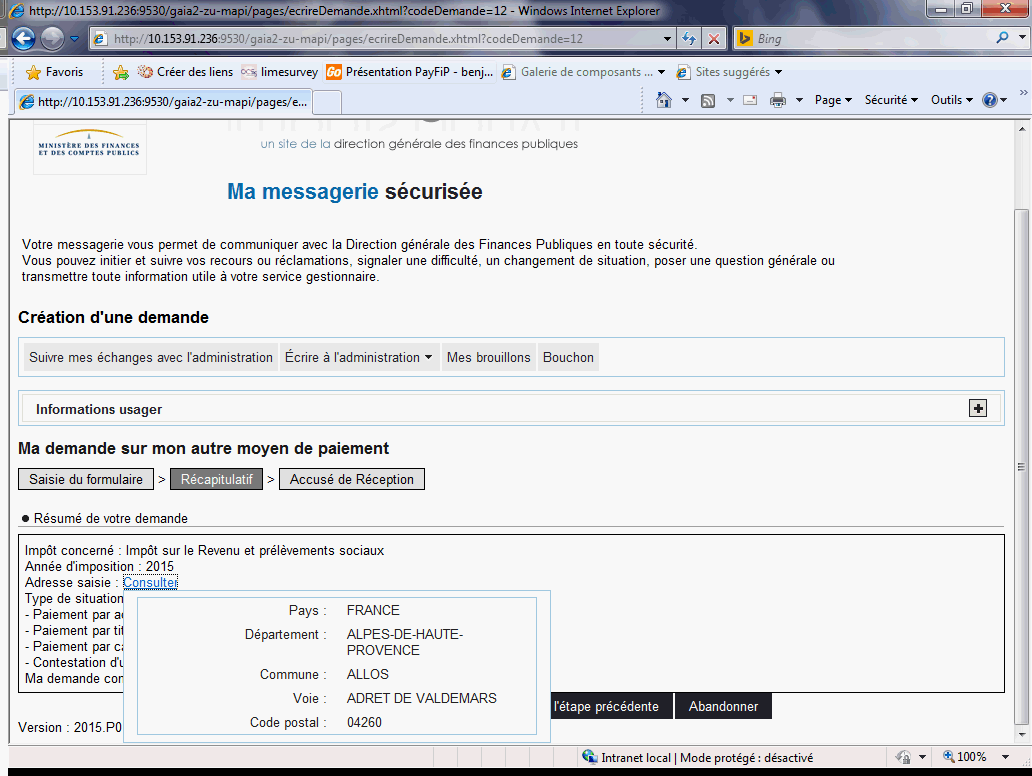 http://10.153.91.236:9530/gaia2-zu-mapi/pages/ecrireDemande.xhtml?codeDemande=12 - Windows Internet Explorer
http://10.153.91.236:9530/gaia2-zu-mapi/pages/ecrireDemande.xhtml?codeDemande=12
Bing
Favoris Créer des liens limesurvey Présentation PayFiP - benj... Galerie de composants ... Sites suggérés
http://10.153.91.236:9530/gaia2-zu-mapi/pages/e...
Page Sécurité Outils
MINISTÈRE DES FINANCES
ET DES COMPTES PUBLICS
un site de la direction générale des finances publiques
Ma messagerie sécurisée
Votre messagerie vous permet de communiquer avec la Direction générale des Finances Publiques en toute sécurité.
Vous pouvez initier et suivre vos recours ou réclamations, signaler une difficulté, un changement de situation, poser une question générale ou
transmettre toute information utile à votre service gestionnaire.
Création d'une demande
Suivre mes échanges avec l'administration Écrire à l'administration Mes brouillons Bouchon
Informations usager
Ma demande sur mon autre moyen de paiement
Saisie du formulaire > Récapitulatif > Accusé de Réception
Résumé de votre demande
Impôt concerné : Impôt sur le Revenu et prélèvements sociaux
Année d'imposition : 2015
Adresse saisie : Consulter
Type de situation
- Paiement par a
- Paiement par tit
- Paiement par ca
- Contestation d'u
Ma demande con
Pays : FRANCE
Département : ALPES-DE-HAUTE-
PROVENCE
Commune : ALLOS
Voie : ADRET DE VALDEMARS
Code postal : 04260
l'étape précédente Abandonner
Version : 2015.P0
Intranet local | Mode protégé : désactivé
100%